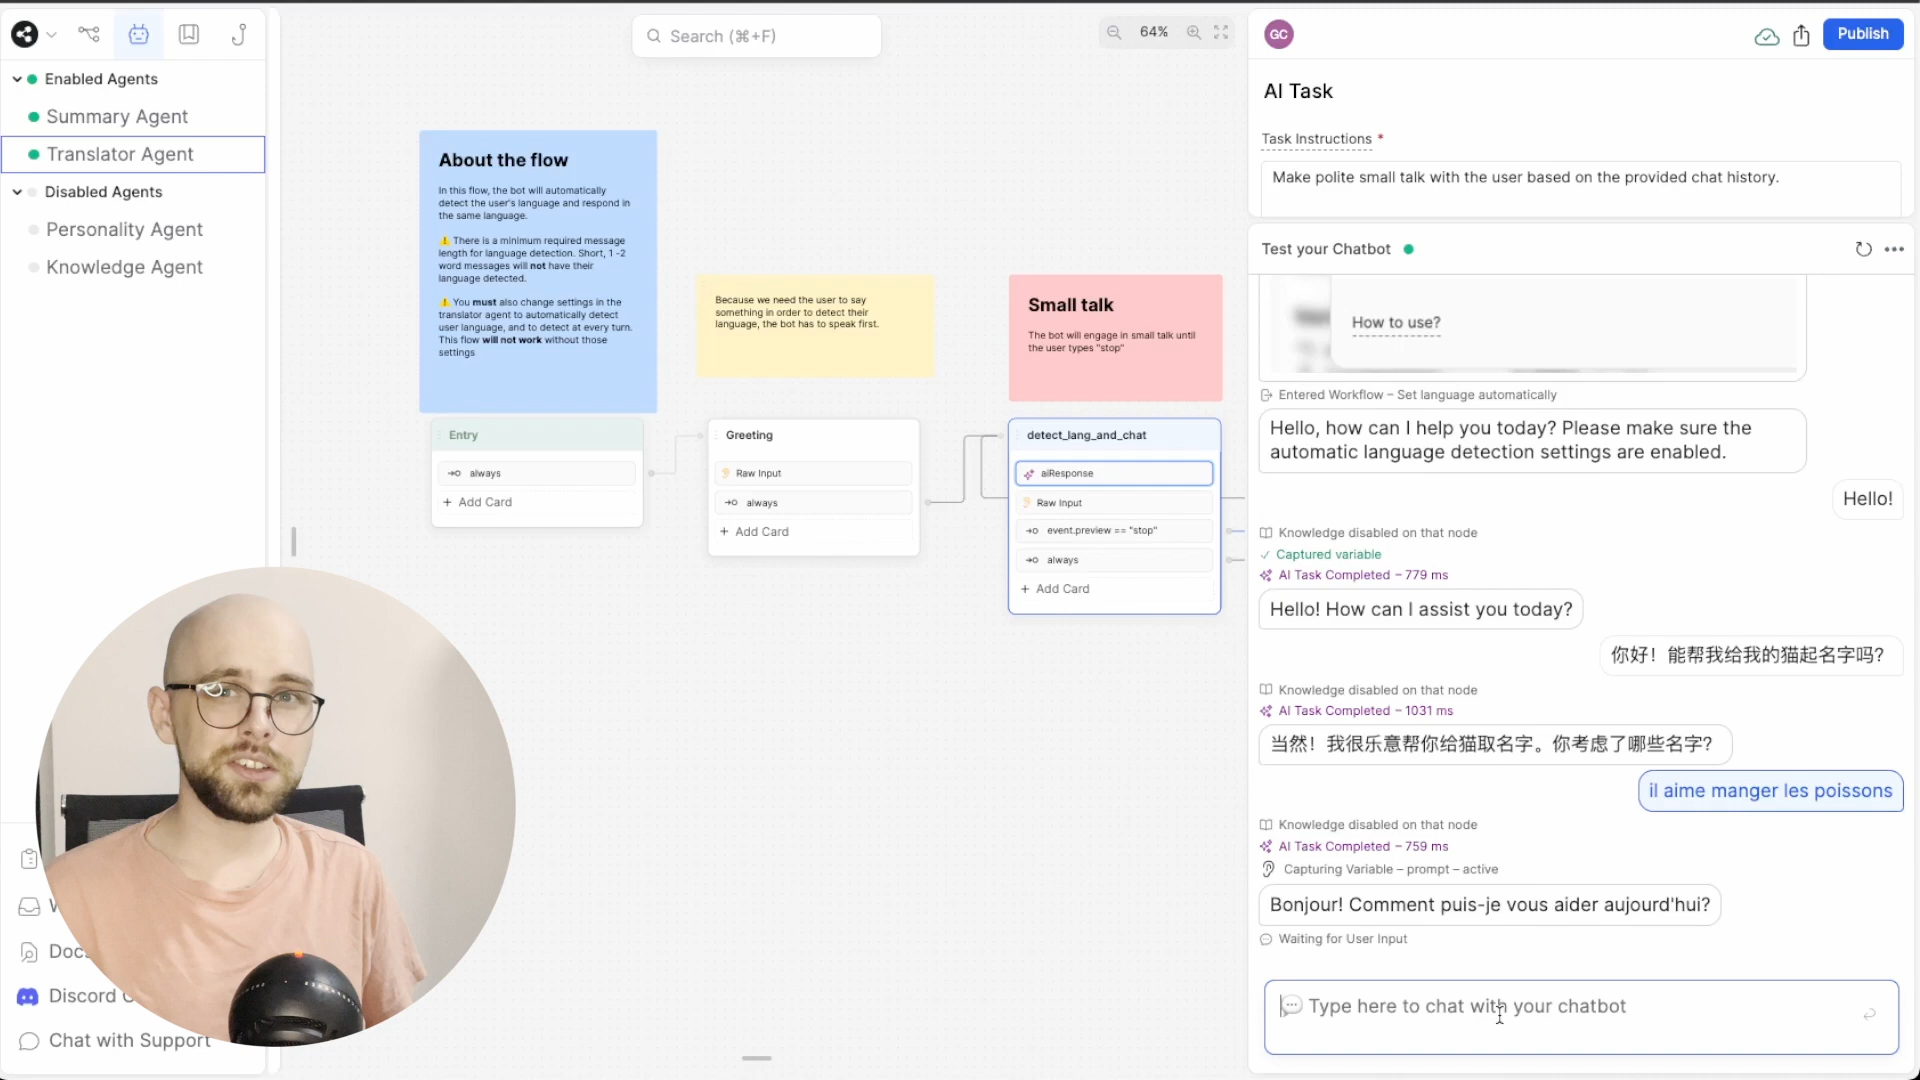 Search (⌘+F)
64%
GC
Publish
Enabled Agents
Summary Agent
Translator Agent
Disabled Agents
Personality Agent
Knowledge Agent
Discord
Chat with Support
About the flow
In this flow, the bot will automatically
detect the user's language and respond in
the same language.
⚠️ There is a minimum required message
length for language detection. Short, 1 -2
word messages will not have their
language detected.
⚠️ You must also change settings in the
translator agent to automatically detect
user language, and to detect at every turn.
This flow will not work without those
settings
Because we need the user to say
something in order to detect their
language, the bot has to speak first.
Small talk
The bot will engage in small talk until
the user types "stop"
Entry
always
+ Add Card
Greeting
Raw Input
always
+ Add Card
detect_lang_and_chat
aiResponse
Raw Input
event.preview == "stop"
always
+ Add Card
AI Task
Task Instructions *
Make polite small talk with the user based on the provided chat history.
Test your Chatbot
How to use?
Entered Workflow – Set language automatically
Hello, how can I help you today? Please make sure the
automatic language detection settings are enabled.
Hello!
Knowledge disabled on that node
Captured variable
AI Task Completed – 779 ms
Hello! How can I assist you today?
你好！能帮我给我的猫起名字吗？
Knowledge disabled on that node
AI Task Completed – 1031 ms
当然！我很乐意帮你给猫取名字。你考虑了哪些名字？
il aime manger les poissons
Knowledge disabled on that node
AI Task Completed – 759 ms
Capturing Variable – prompt – active
Bonjour! Comment puis-je vous aider aujourd'hui?
Waiting for User Input
Type here to chat with your chatbot